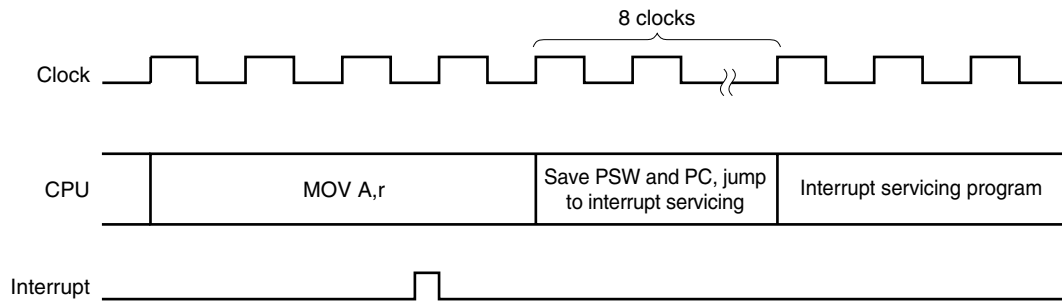 8 clocks
Clock
CPU
MOV A,r
Save PSW and PC, jump
to interrupt servicing
Interrupt servicing program
Interrupt